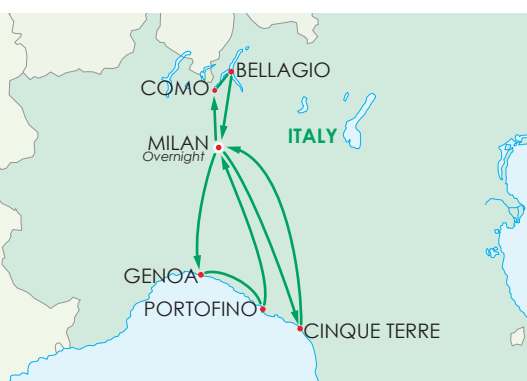 BELLAGIO
COMO
ITALY
MILAN
Overnight
GENOA
PORTOFINO
CINQUE TERRE